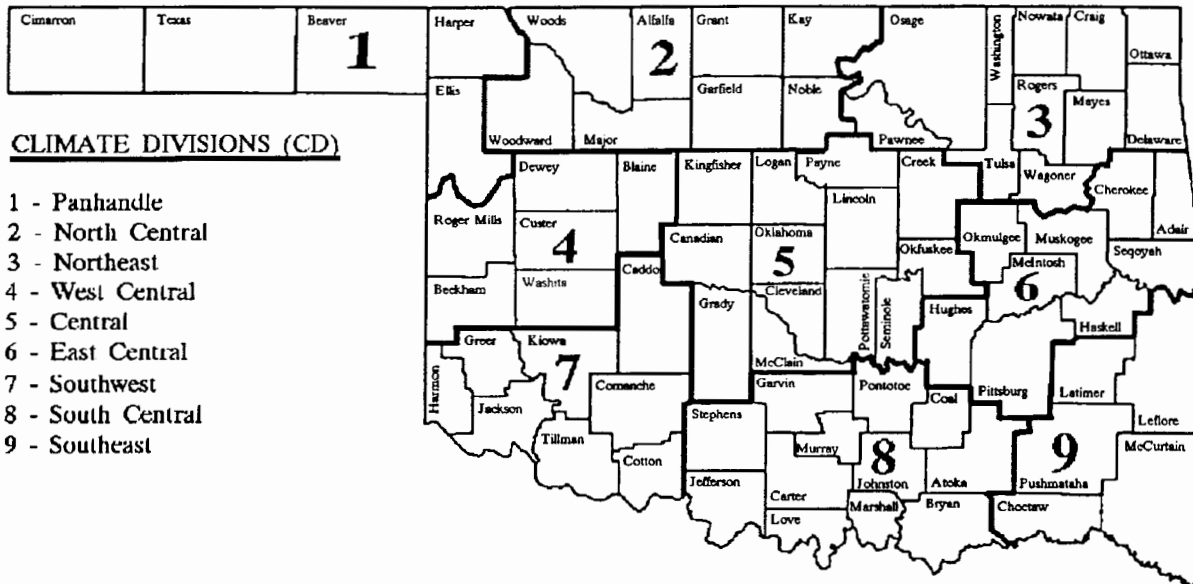 Cimarron Texas Beaver Harper Woods Alfalfa Grant Kay Osage Washington Nowata Craig
Ottawa
1 2
Ellis Garfield Noble Rogers
Mayes
3
Woodward Major Pawnee Delaware
CLIMATE DIVISIONS (CD)
Dewey Blaine Kingfisher Logan Payne Creek Tulsa Wagoner
Cherokee
1 - Panhandle
Lincoln
2 - North Central
Roger Mills Custer Canadian Oklahoma Okfuskee Okmulgee Muskogee Adair
Seqoyah
3 - Northeast
4 5 6
Caddo McIntosh
4 - West Central
Beckham Washita Grady Cleveland Pottawatomie Seminole Hughes
5 - Central
Haskell
6 - East Central
Greer Kiowa McClain
7 - Southwest
7
Harmon Comanche Garvin Pontotoc Coal Pittsburg Latimer
8 - South Central
Jackson Stephens Leflore
9 - Southeast
Tillman Murray McCurtain
Cotton 8 9
Jefferson Johnston Atoka Pushmataha
Carter Marshall Bryan Choctaw
Love